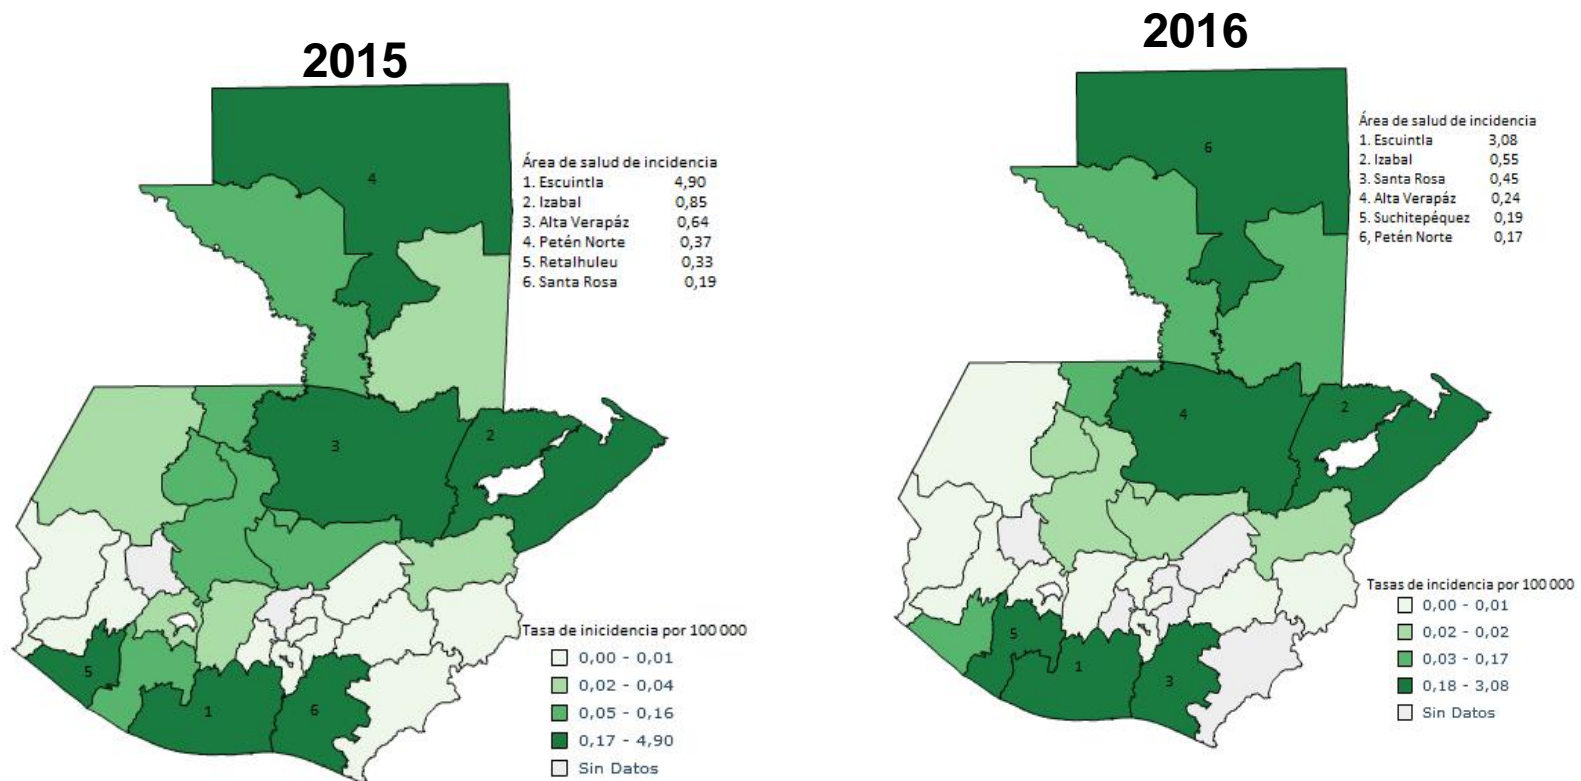 2015
Área de salud de incidencia
1. Escuintla 4,90
2. Izabal 0,85
3. Alta Verapáz 0,64
4. Petén Norte 0,37
5. Retalhuleu 0,33
6. Santa Rosa 0,19
4
3
2
5
1
6
Tasa de inicidencia por 100 000
0,00 - 0,01
0,02 - 0,04
0,05 - 0,16
0,17 - 4,90
Sin Datos
2016
Área de salud de incidencia
1. Escuintla 3,08
2. Izabal 0,55
3. Santa Rosa 0,45
4. Alta Verapáz 0,24
5. Suchitepéquez 0,19
6, Petén Norte 0,17
6
4
2
5
1
3
Tasas de incidencia por 100 000
0,00 - 0,01
0,02 - 0,02
0,03 - 0,17
0,18 - 3,08
Sin Datos